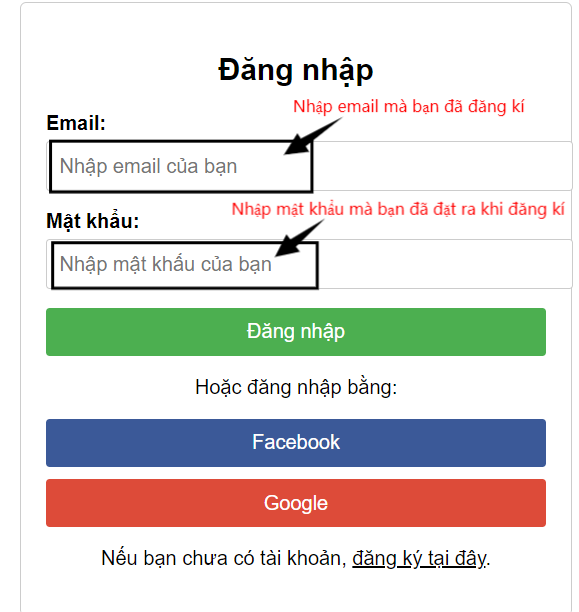 Đăng nhập
Nhập email mà bạn đã đăng kí
Email:
Nhập email của bạn
Nhập mật khẩu mà bạn đã đặt ra khi đăng kí
Mật khẩu:
Nhập mật khẩu của bạn
Đăng nhập
Hoặc đăng nhập bằng:
Facebook
Google
Nếu bạn chưa có tài khoản, đăng ký tại đây.